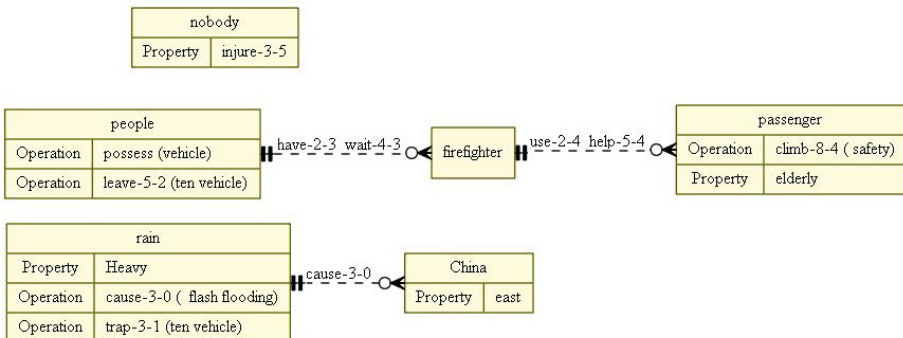 nobody
Property injure-3-5
people
Operation possess (vehicle)
Operation leave-5-2 (ten vehicle)
have-2-3 wait-4-3
firefighter
use-2-4 help-5-4
passenger
Operation climb-8-4 ( safety)
Property elderly
rain
Property Heavy
Operation cause-3-0 ( flash flooding)
Operation trap-3-1 (ten vehicle)
cause-3-0
China
Property east